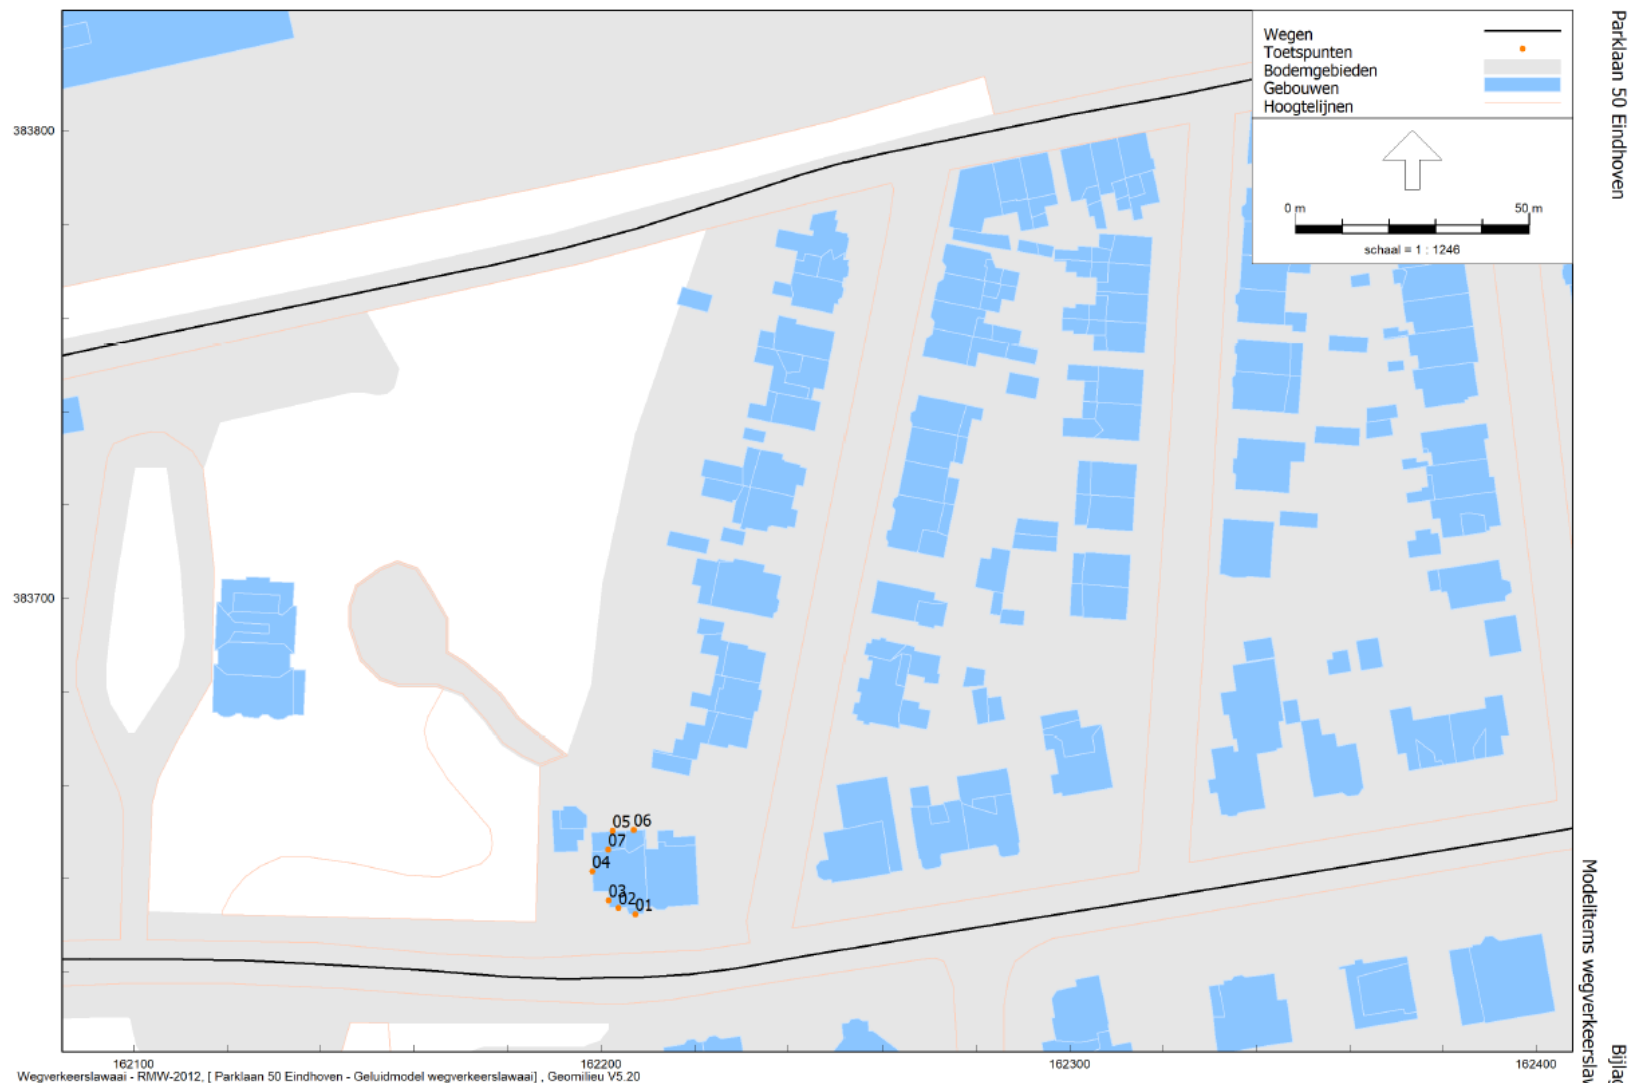 Wegen
Toetspunten
Bodemgebieden
Gebouwen
Hoogtelijnen
0 m 50 m
schaal = 1 : 1246
Parklaan 50 Eindhoven
383800
383700
05 06
07
04
03 02 01
162100 162200 162300 162400
Wegverkeerslawaai - RMW-2012, [ Parklaan 50 Eindhoven - Geluidmodel wegverkeerslawaai] , Geomilieu V5.20
Modelitems wegverkeerslaw
Bijlag